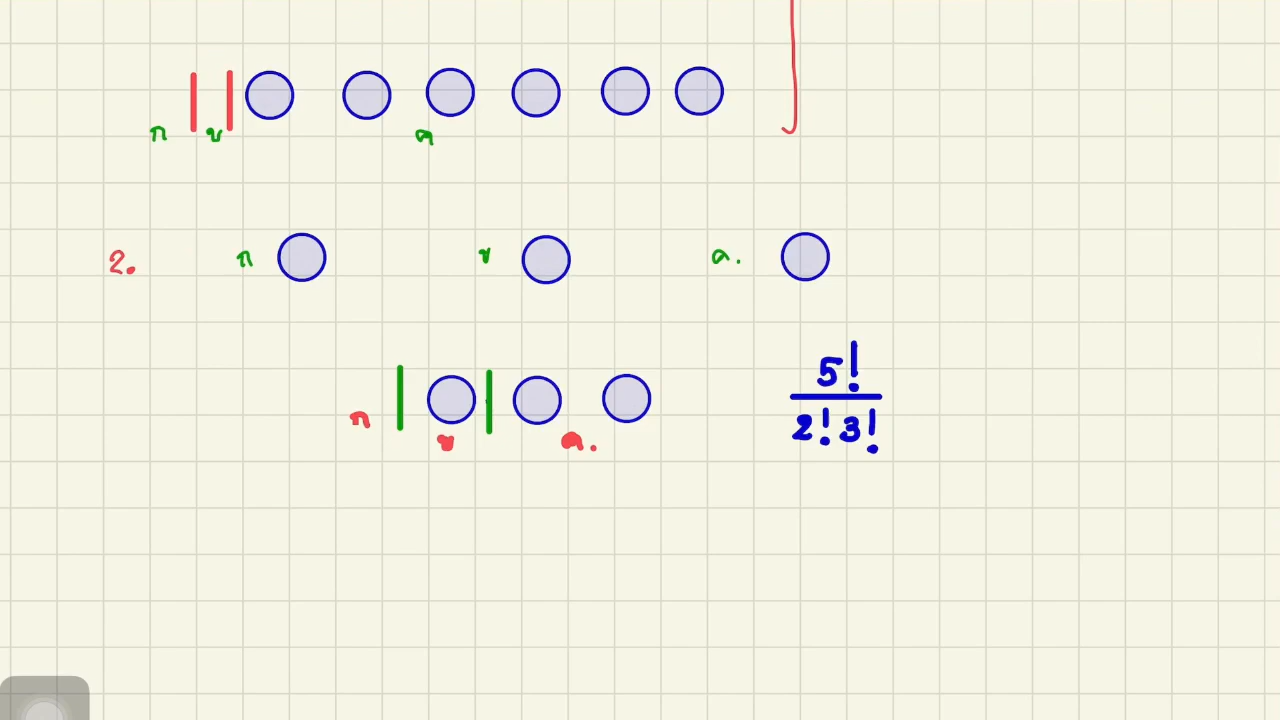 ก ข ค
2. ก ข ค.
ก ข ค.
5!
2! 3!